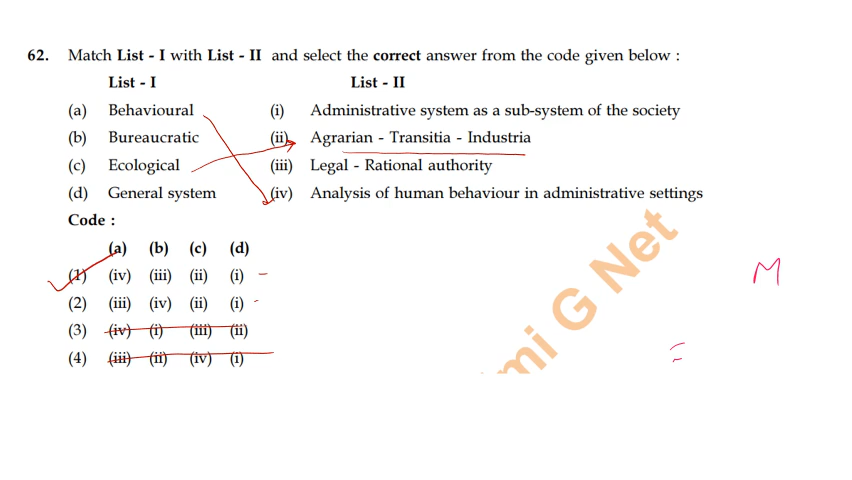 62. Match List - I with List - II and select the correct answer from the code given below :
List - I List - II
(a) Behavioural (i) Administrative system as a sub-system of the society
(b) Bureaucratic (ii) Agrarian - Transitia - Industria
(c) Ecological (iii) Legal - Rational authority
(d) General system (iv) Analysis of human behaviour in administrative settings
Code :
(a) (b) (c) (d)
(1) (iv) (iii) (ii) (i)
(2) (iii) (iv) (ii) (i)
(3) (iv) (i) (iii) (ii)
(4) (iii) (ii) (iv) (i)
mi G Net
M